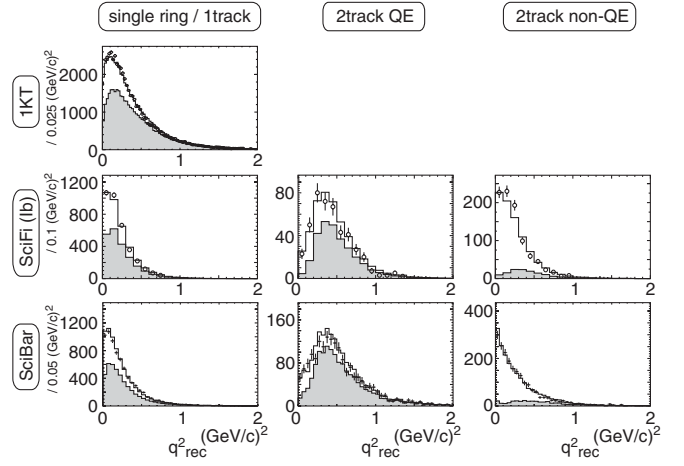 single ring / 1track
2track QE
2track non-QE
1KT
/ 0.025 (GeV/c)²
2000
1000
0
0 1 2
SciFi (Ib)
/ 0.1 (GeV/c)²
1200
800
400
0
0 1 2
80
40
0
0 1 2
200
100
0
0 1 2
SciBar
/ 0.05 (GeV/c)²
1200
800
400
0
0 1 2
q²rec (GeV/c)²
160
80
0
0 1 2
q²rec (GeV/c)²
400
200
0
0 1 2
q²rec (GeV/c)²